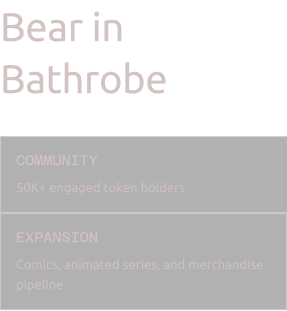 Bear in
Bathrobe
COMMUNITY
50K+ engaged token holders
EXPANSION
Comics, animated series, and merchandise
pipeline